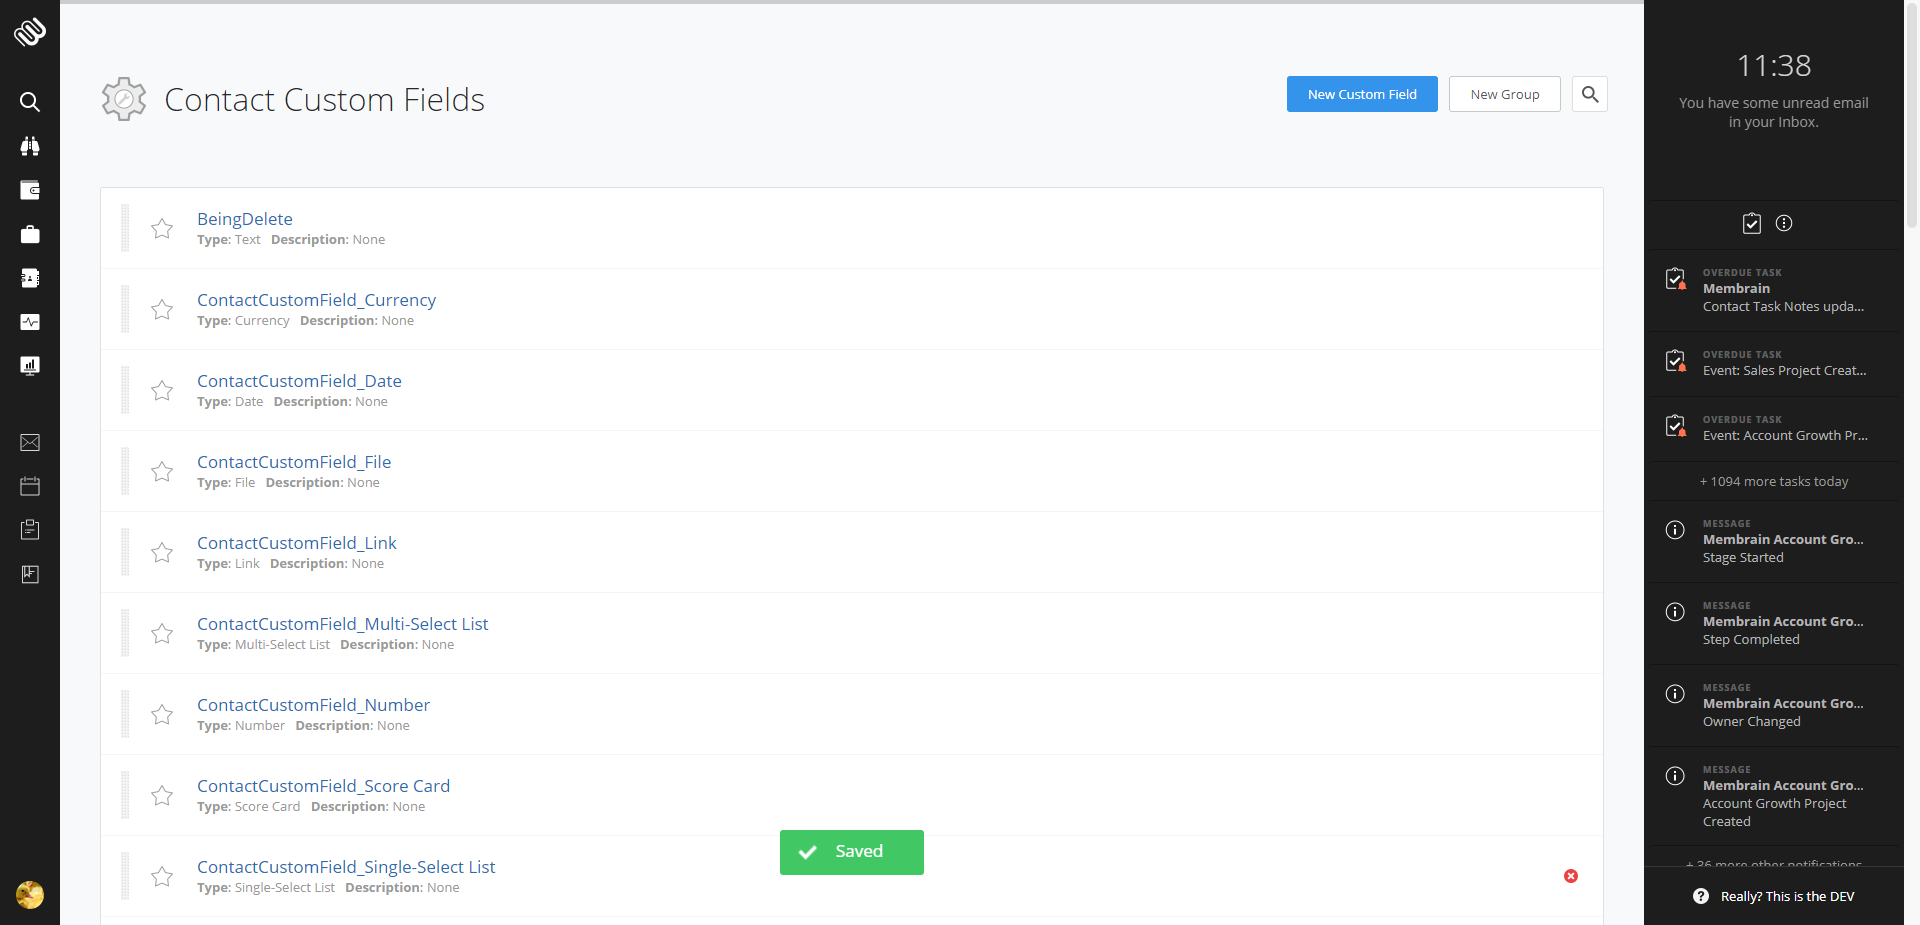 Contact Custom Fields
New Custom Field
New Group
BeingDelete
Type: Text Description: None
ContactCustomField_Currency
Type: Currency Description: None
ContactCustomField_Date
Type: Date Description: None
ContactCustomField_File
Type: File Description: None
ContactCustomField_Link
Type: Link Description: None
ContactCustomField_Multi-Select List
Type: Multi-Select List Description: None
ContactCustomField_Number
Type: Number Description: None
ContactCustomField_Score Card
Type: Score Card Description: None
ContactCustomField_Single-Select List
Type: Single-Select List Description: None
Saved
11:38
You have some unread email
in your Inbox.
OVERDUE TASK
Membrain
Contact Task Notes upda...
OVERDUE TASK
Event: Sales Project Creat...
OVERDUE TASK
Event: Account Growth Pr...
+ 1094 more tasks today
MESSAGE
Membrain Account Gro...
Stage Started
MESSAGE
Membrain Account Gro...
Step Completed
MESSAGE
Membrain Account Gro...
Owner Changed
MESSAGE
Membrain Account Gro...
Account Growth Project
Created
+ 36 more other notifications
Really? This is the DEV